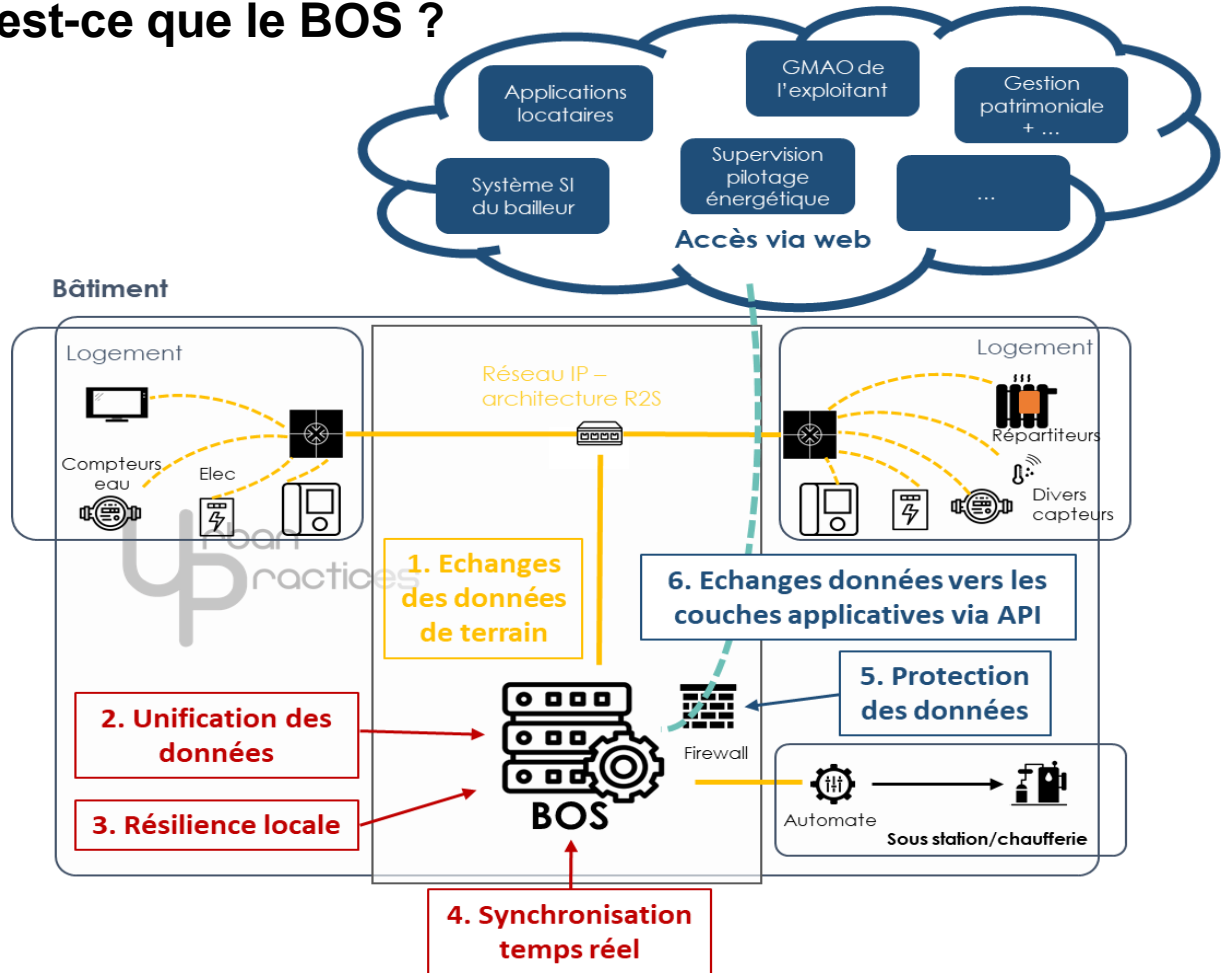 est-ce que le BOS ?
Applications
locataires
GMAO de
l'exploitant
Gestion
patrimoniale
+ ...
Système SI
du bailleur
Supervision
pilotage
énergétique
...
Accès via web
Bâtiment
Logement
Réseau IP –
architecture R2S
Logement
Compteurs
eau
Elec
Répartiteurs
Divers
capteurs
Urban
Practices
1. Echanges
des données
de terrain
6. Echanges données vers les
couches applicatives via API
2. Unification des
données
5. Protection
des données
Firewall
3. Résilience locale
BOS
Automate
Sous station/chaufferie
4. Synchronisation
temps réel